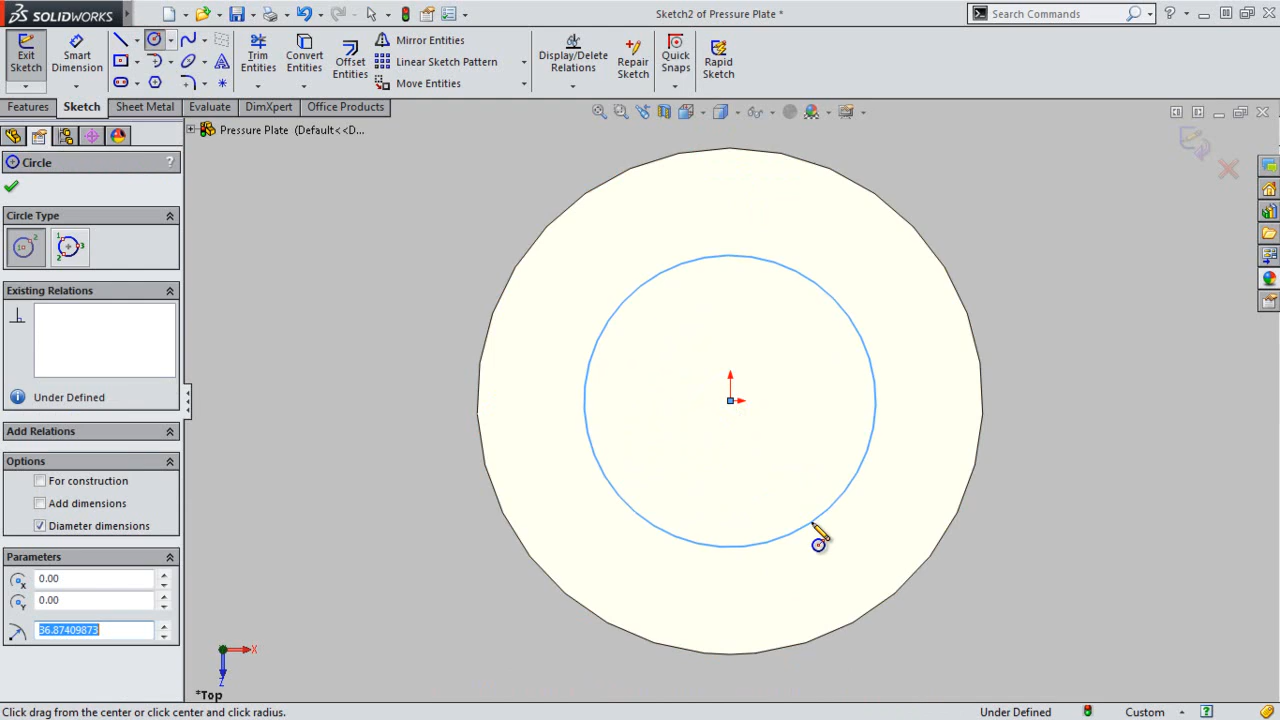 SOLIDWORKS
Sketch2 of Pressure Plate *
Search Commands
Exit Sketch
Smart Dimension
Trim Entities
Convert Entities
Offset Entities
Mirror Entities
Linear Sketch Pattern
Move Entities
Display/Delete Relations
Repair Sketch
Quick Snaps
Rapid Sketch
Features
Sketch
Sheet Metal
Evaluate
DimXpert
Office Products
Pressure Plate (Default<<D...
Circle
?
Circle Type
Existing Relations
Under Defined
Add Relations
Options
For construction
Add dimensions
Diameter dimensions
Parameters
0.00
0.00
36.87409873
X
Z
*Top
Click drag from the center or click center and click radius.
Under Defined
Custom